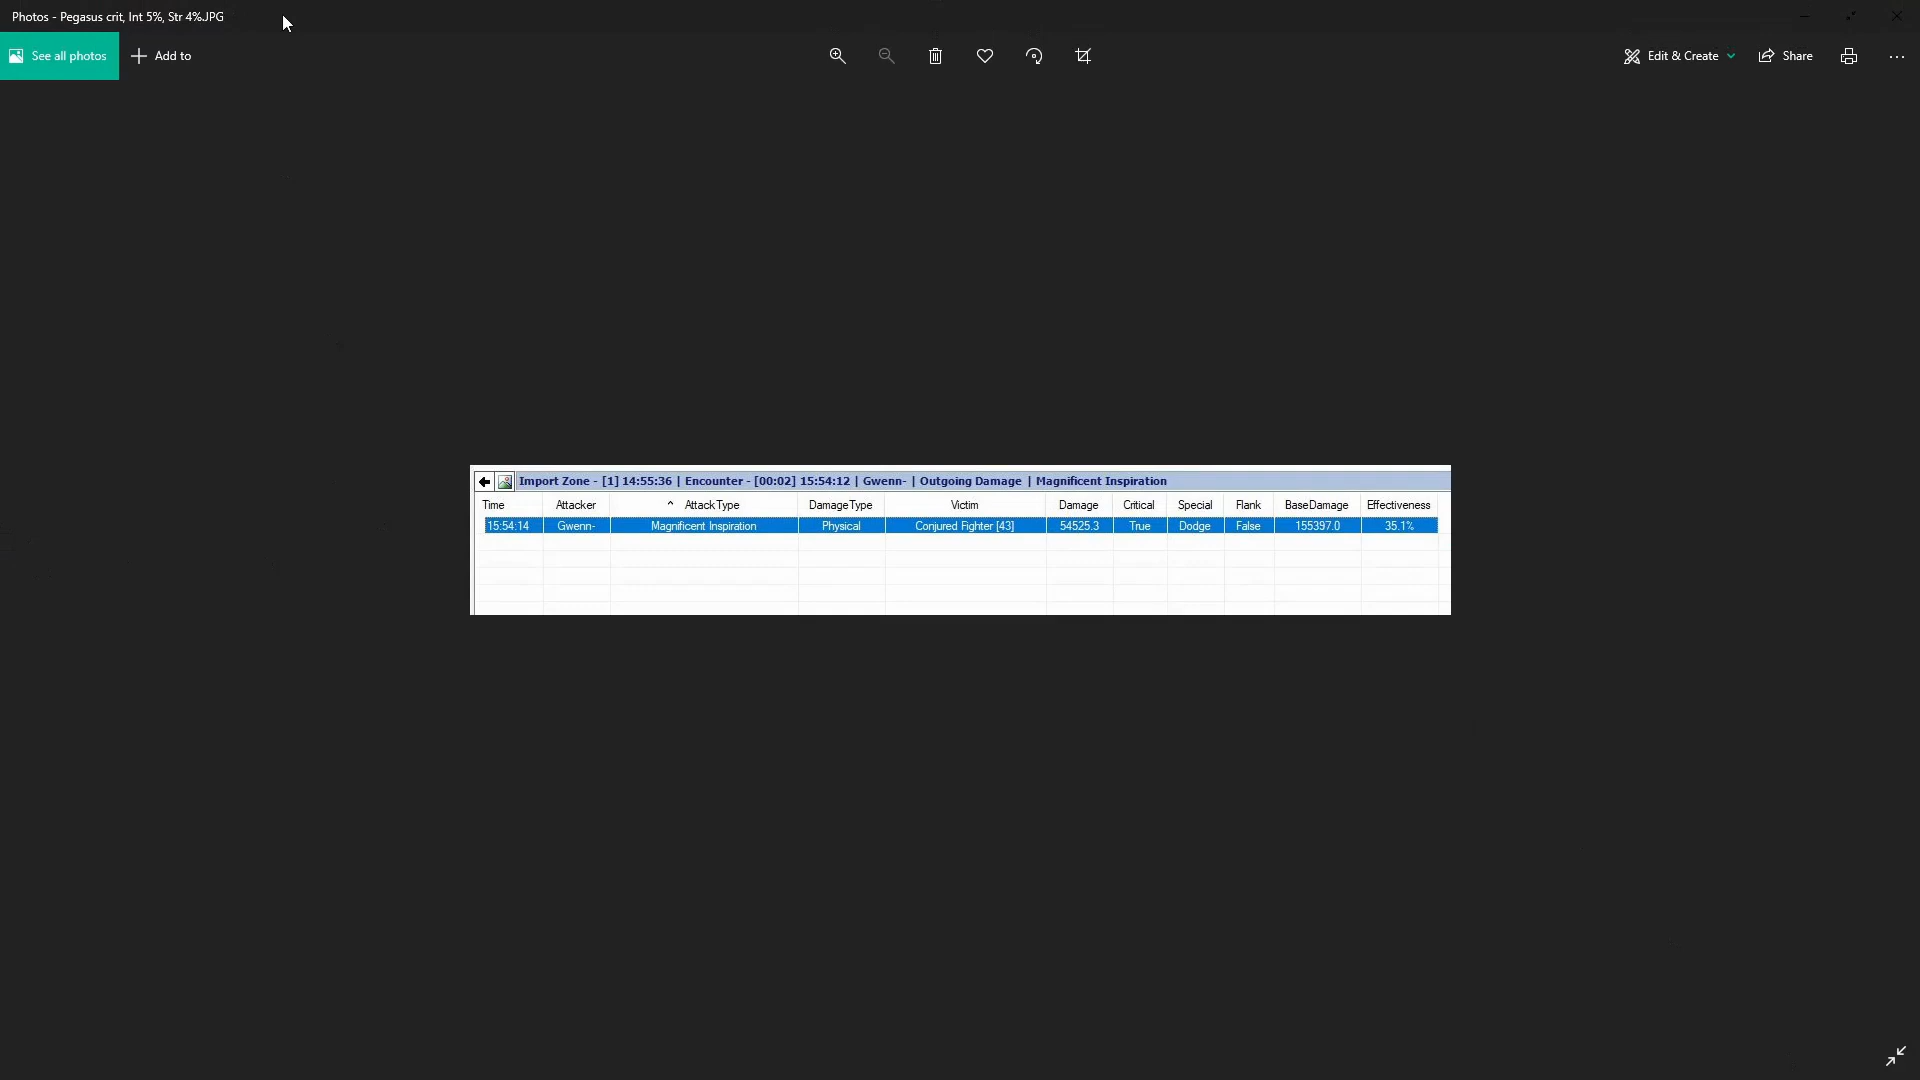 Photos - Pegasus crit, Int 5%, Str 4%.JPG
See all photos Add to Edit & Create Share
Import Zone - [1] 14:55:36 | Encounter - [00:02] 15:54:12 | Gwenn- | Outgoing Damage | Magnificent Inspiration
Time Attacker AttackType DamageType Victim Damage Critical Special Flank BaseDamage Effectiveness
15:54:14 Gwenn- Magnificent Inspiration Physical Conjured Fighter [43] 54525.3 True Dodge False 155397.0 35.1%